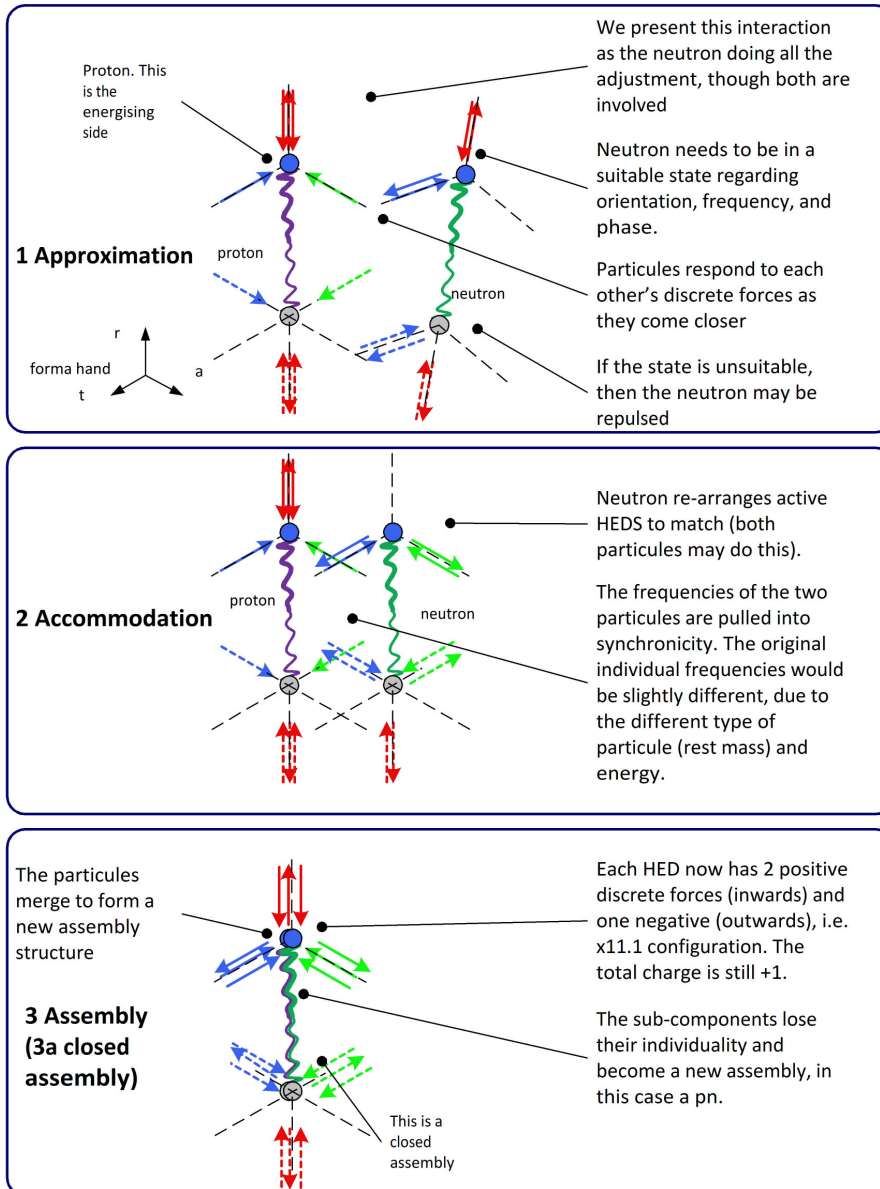 We present this interaction
as the neutron doing all the
adjustment, though both are
involved
Proton. This
is the
energising
side
Neutron needs to be in a
suitable state regarding
orientation, frequency, and
phase.
1 Approximation
proton
neutron
Particules respond to each
other's discrete forces as
they come closer
r
forma hand
a
t
If the state is unsuitable,
then the neutron may be
repulsed
Neutron re-arranges active
HEDS to match (both
particules may do this).
2 Accommodation
proton
neutron
The frequencies of the two
particules are pulled into
synchronicity. The original
individual frequencies would
be slightly different, due to
the different type of
particule (rest mass) and
energy.
The particules
merge to form a
new assembly
structure
Each HED now has 2 positive
discrete forces (inwards) and
one negative (outwards), i.e.
x11.1 configuration. The
total charge is still +1.
3 Assembly
(3a closed
assembly)
The sub-components lose
their individuality and
become a new assembly, in
this case a pn.
This is a
closed
assembly